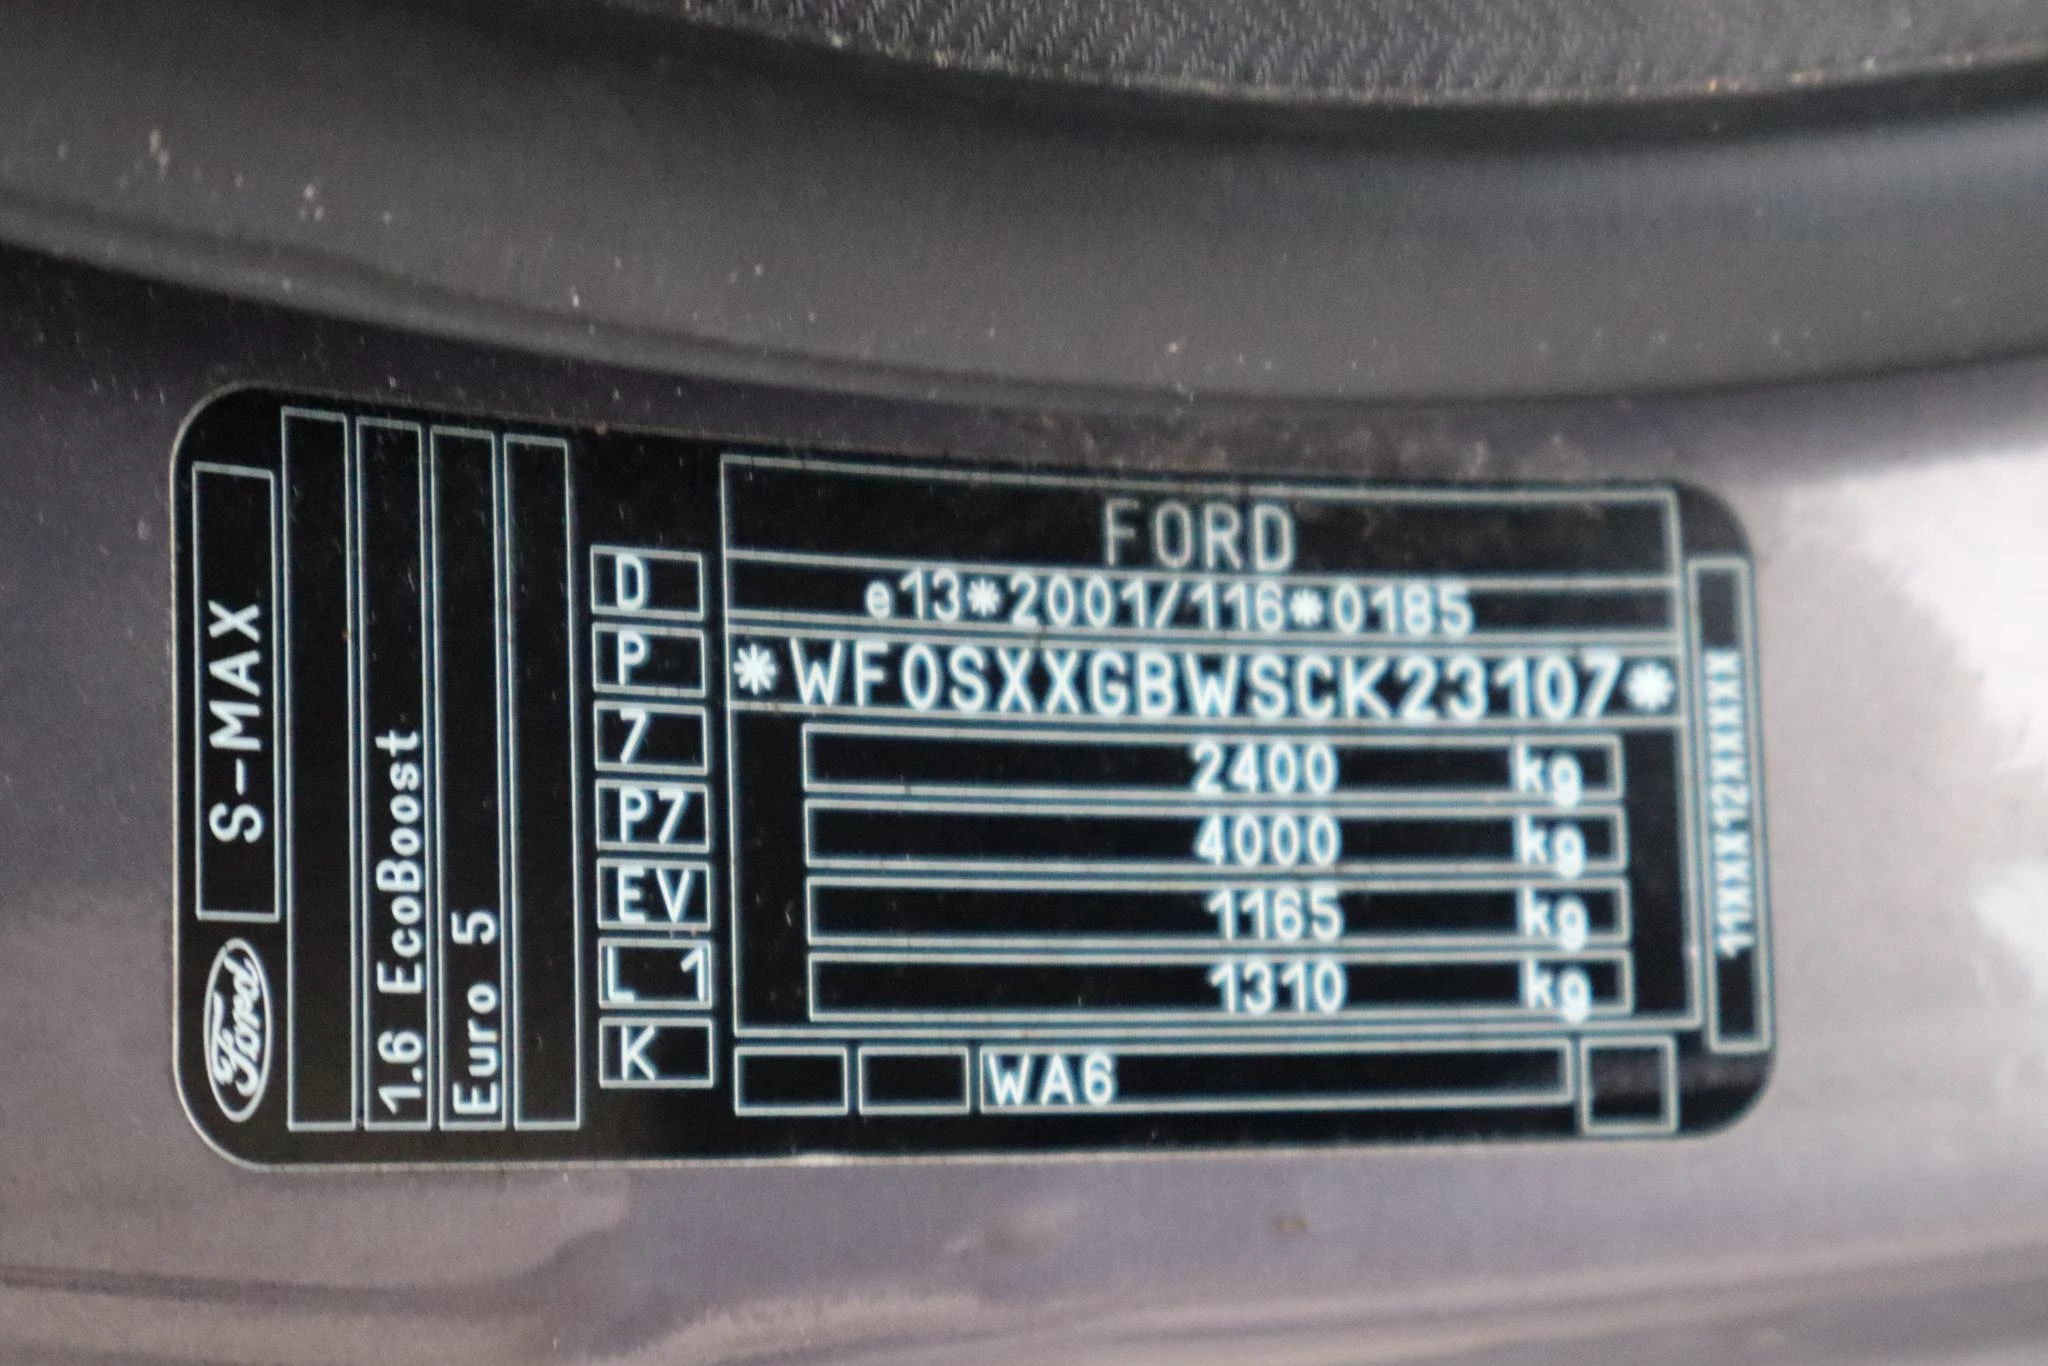 Ford
S-MAX
1.6 EcoBoost
Euro 5
D
P
7
P7
EV
L 1
K
FORD
e13*2001/116*0185
*WF0SXXGBWSCK23107*
2400 kg
4000 kg
1165 kg
1310 kg
WA6
11XXX12XXXXX